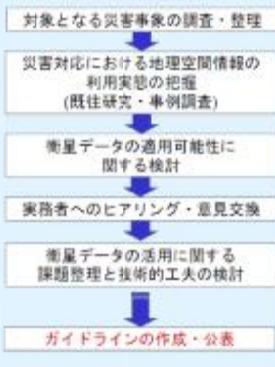 対象となる災害事象の調査・整理
災害対応における地理空間情報の
利用実態の把握
(既往研究・事例調査)
衛星データの適用可能性に
関する検討
実務者へのヒアリング・意見交換
衛星データの活用に関する
課題整理と技術的工夫の検討
ガイドラインの作成・公表